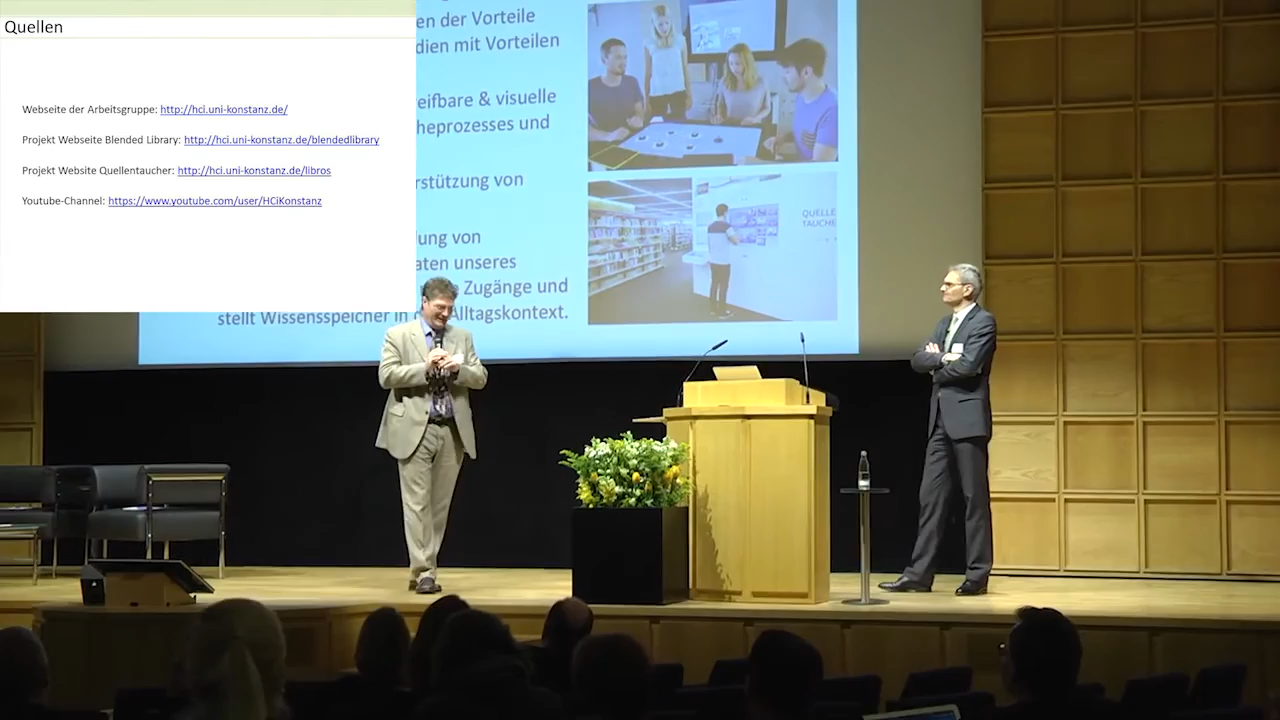 Quellen
Webseite der Arbeitsgruppe: http://hci.uni-konstanz.de/
Projekt Webseite Blended Library: http://hci.uni-konstanz.de/blendedlibrary
Projekt Website Quellentaucher: http://hci.uni-konstanz.de/libros
Youtube-Channel: https://www.youtube.com/user/HCiKonstanz
en der Vorteile
dien mit Vorteilen
eifbare & visuelle
heprozesses und
rstützung von
lung von
aten unseres
Zugänge und
stellt Wissensspeicher in Alltagskontext.
QUELLE
TAUCHE